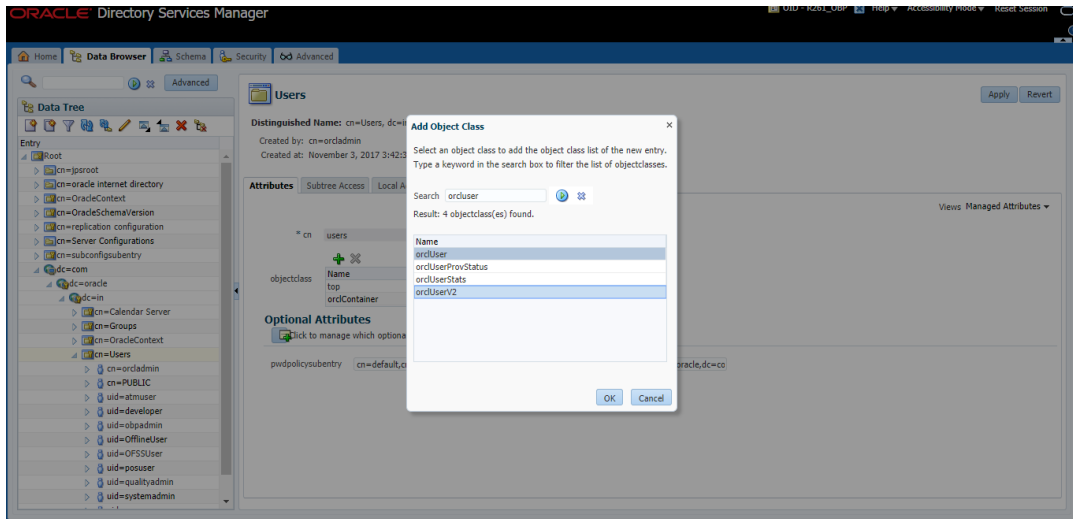 ORACLE Directory Services Manager
OID - R261_OBP Help Accessibility Mode Reset Session
Home Data Browser Schema Security Advanced
Advanced
Data Tree
Entry
Root
cn=jpsroot
cn=oracle internet directory
cn=OracleContext
cn=OracleSchemaVersion
cn=replication configuration
cn=Server Configurations
cn=subconfigsubentry
dc=com
dc=oracle
dc=in
cn=Calendar Server
cn=Groups
cn=OracleContext
cn=Users
cn=orcladmin
cn=PUBLIC
uid=atmuser
uid=developer
uid=obpadmin
uid=OfflineUser
uid=OFSSUser
uid=posuser
uid=qualityadmin
uid=systemadmin
Users
Apply Revert
Distinguished Name: cn=Users, dc=i
Created by: cn=orcladmin
Created at: November 3, 2017 3:42:3
Attributes Subtree Access Local A
Views Managed Attributes
* cn users
objectclass
Name
top
orclContainer
Optional Attributes
Click to manage which optiona
pwdpolicysubentry cn=default,c
oracle,dc=co
Add Object Class
Select an object class to add the object class list of the new entry.
Type a keyword in the search box to filter the list of objectclasses.
Search orcluser
Result: 4 objectclass(es) found.
Name
orclUser
orclUserProvStatus
orclUserStats
orclUserV2
OK Cancel